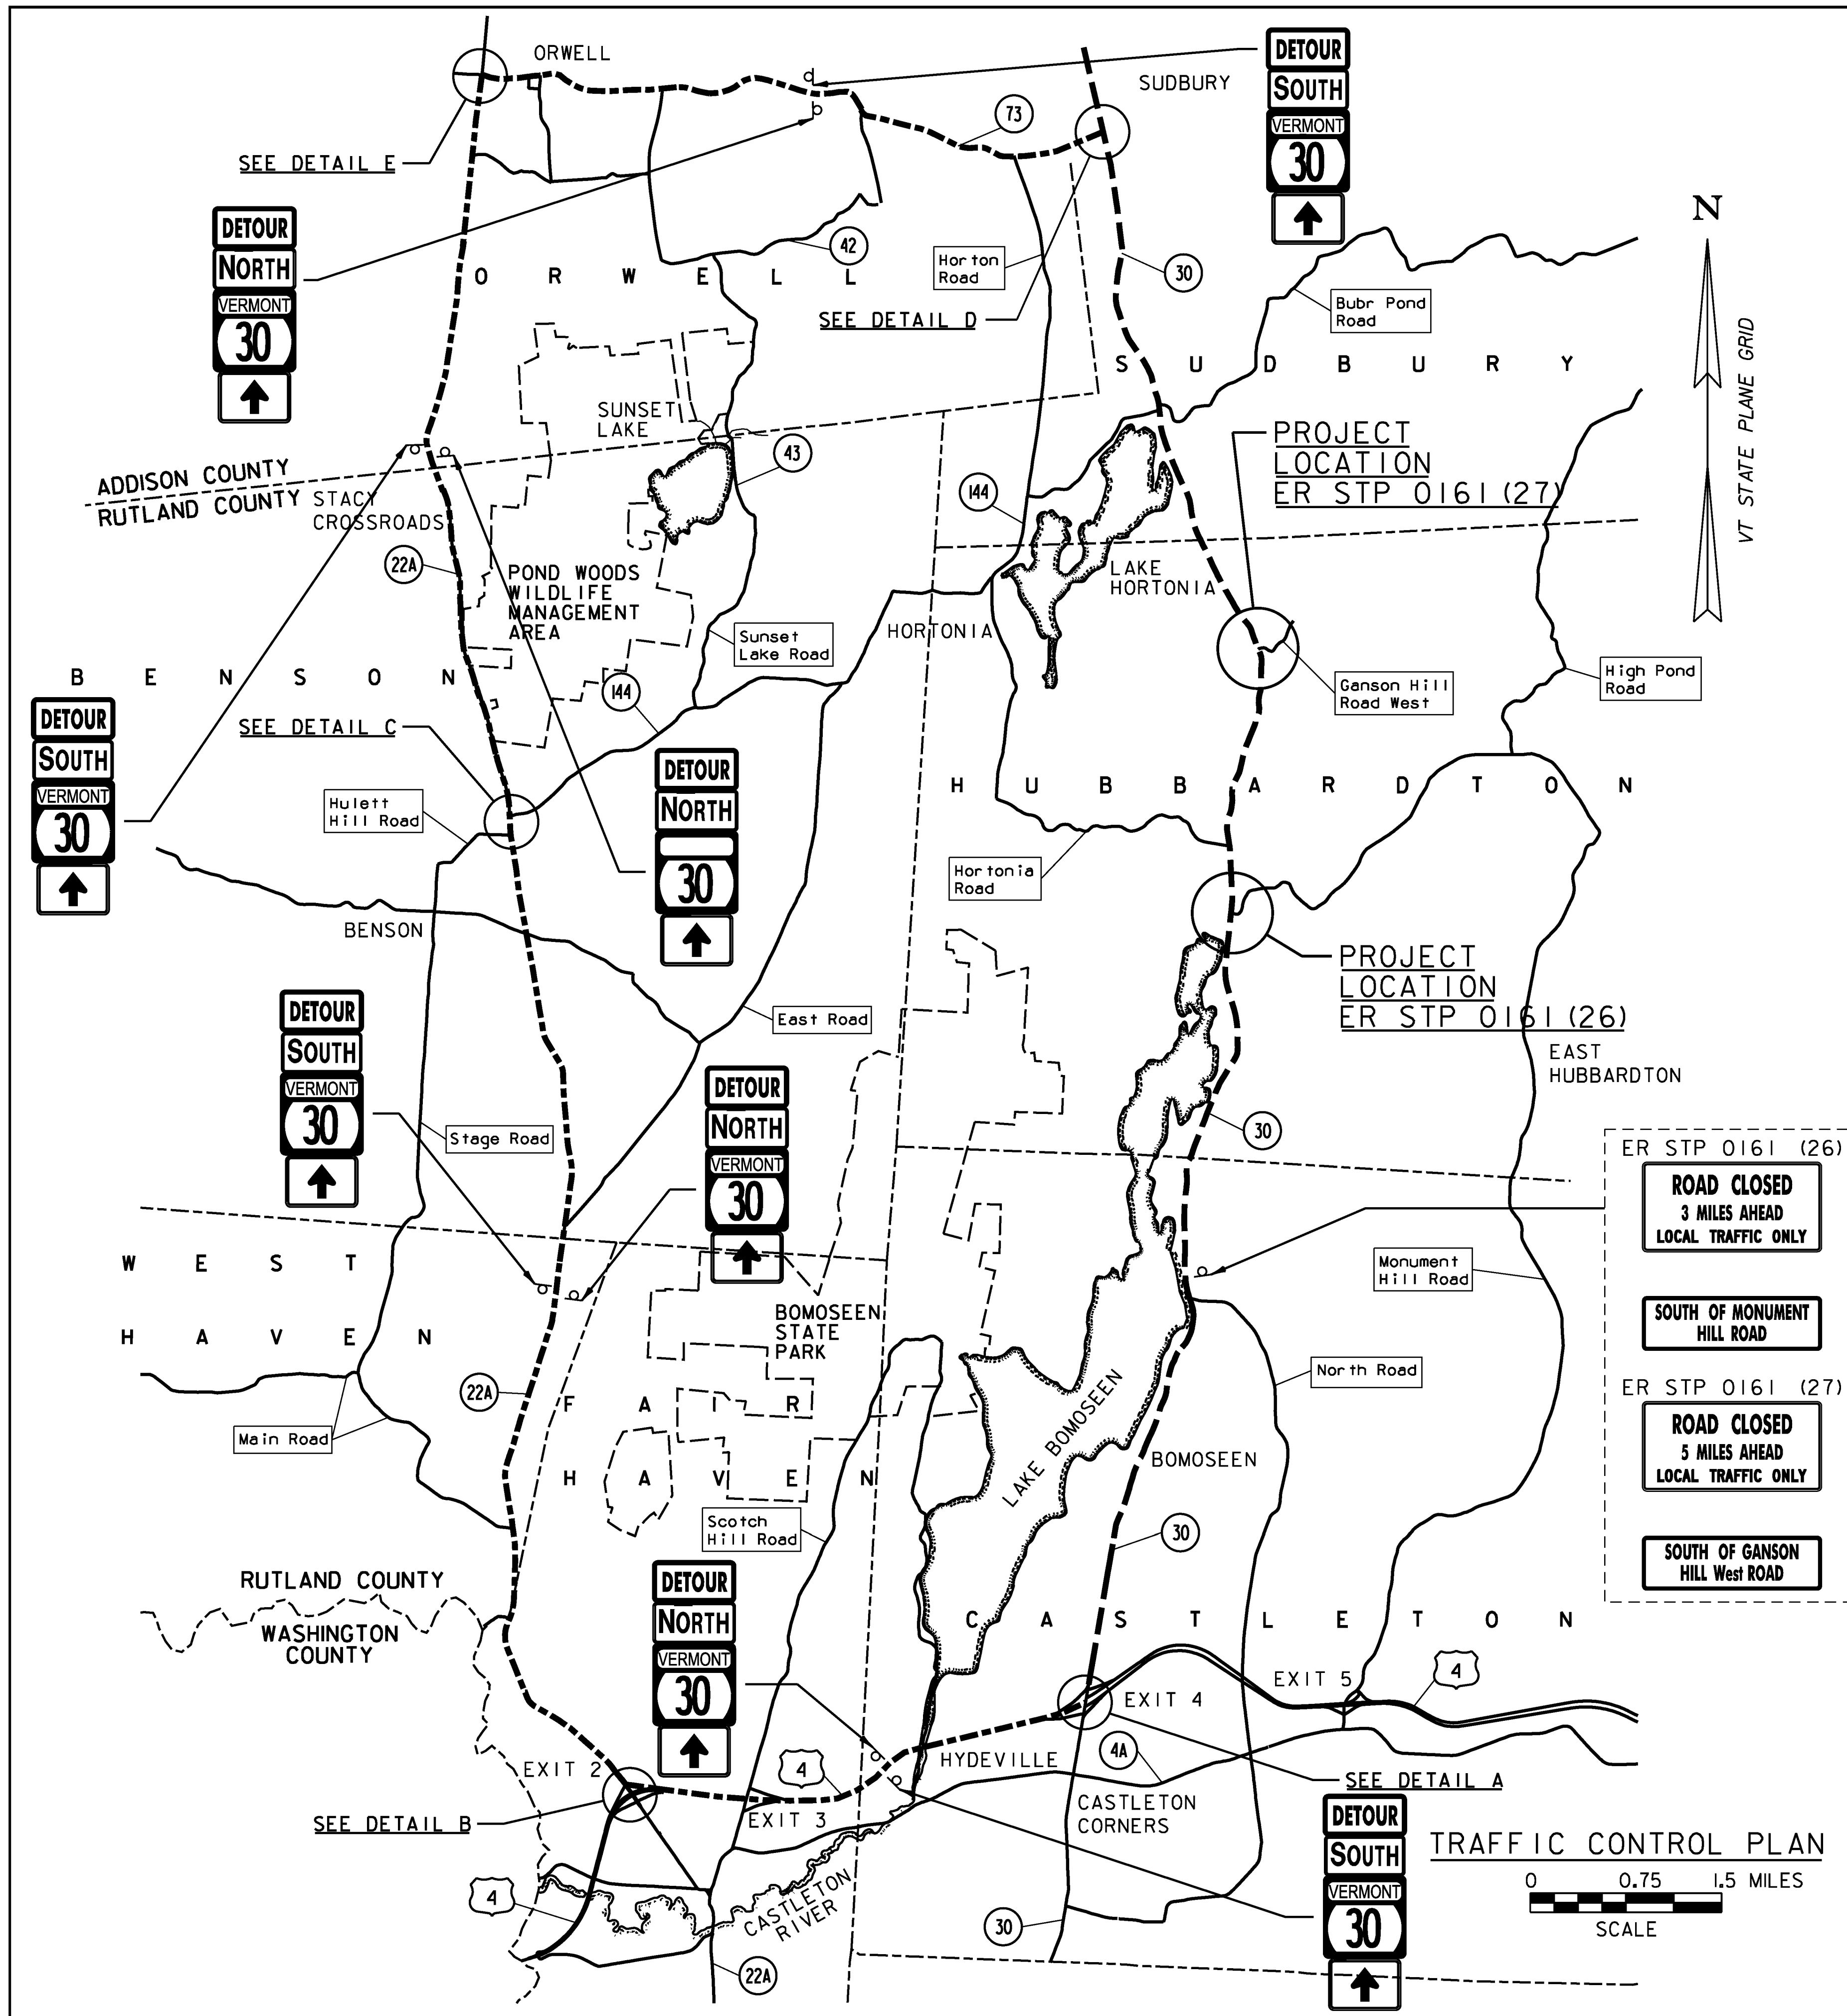 ORWELL
DETOUR
SOUTH
VERMONT
30
SUDBURY
73
SEE DETAIL E
DETOUR
NORTH
VERMONT
30
42
Horton
Road
30
N
O R W E L L
SEE DETAIL D
Bubr Pond
Road
VT STATE PLANE GRID
S U D B U R Y
SUNSET
LAKE
PROJECT
LOCATION
ER STP 0161 (27)
43
ADDISON COUNTY
RUTLAND COUNTY
STACY
CROSSROADS
144
22A
POND WOODS
WILDLIFE
MANAGEMENT
AREA
LAKE
HORTONIA
Sunset
Lake Road
HORTONIA
B E N S O N
144
Ganson Hill
Road West
High Pond
Road
DETOUR
SOUTH
VERMONT
30
SEE DETAIL C
DETOUR
NORTH
30
Hulett
Hill Road
H U B B A R D T O N
Hortonia
Road
BENSON
PROJECT
LOCATION
ER STP 0161 (26)
DETOUR
SOUTH
VERMONT
30
East Road
EAST
HUBBARDTON
DETOUR
NORTH
VERMONT
30
Stage Road
30
ER STP 0161 (26)
ROAD CLOSED
3 MILES AHEAD
LOCAL TRAFFIC ONLY
SOUTH OF MONUMENT
HILL ROAD
ER STP 0161 (27)
ROAD CLOSED
5 MILES AHEAD
LOCAL TRAFFIC ONLY
SOUTH OF GANSON
HILL West ROAD
W E S T
H A V E N
Monument
Hill Road
BOMOSEEN
STATE
PARK
North Road
22A
F A I R
H A V E N
Main Road
LAKE BOMOSEEN
BOMOSEEN
Scotch
Hill Road
30
RUTLAND COUNTY
WASHINGTON
COUNTY
DETOUR
NORTH
VERMONT
30
C A S T L E T O N
EXIT 5
4
EXIT 4
EXIT 2
4
HYDEVILLE
4A
SEE DETAIL A
SEE DETAIL B
EXIT 3
CASTLETON
CORNERS
DETOUR
SOUTH
VERMONT
30
TRAFFIC CONTROL PLAN
0 0.75 1.5 MILES
SCALE
4
CASTLETON
RIVER
30
22A